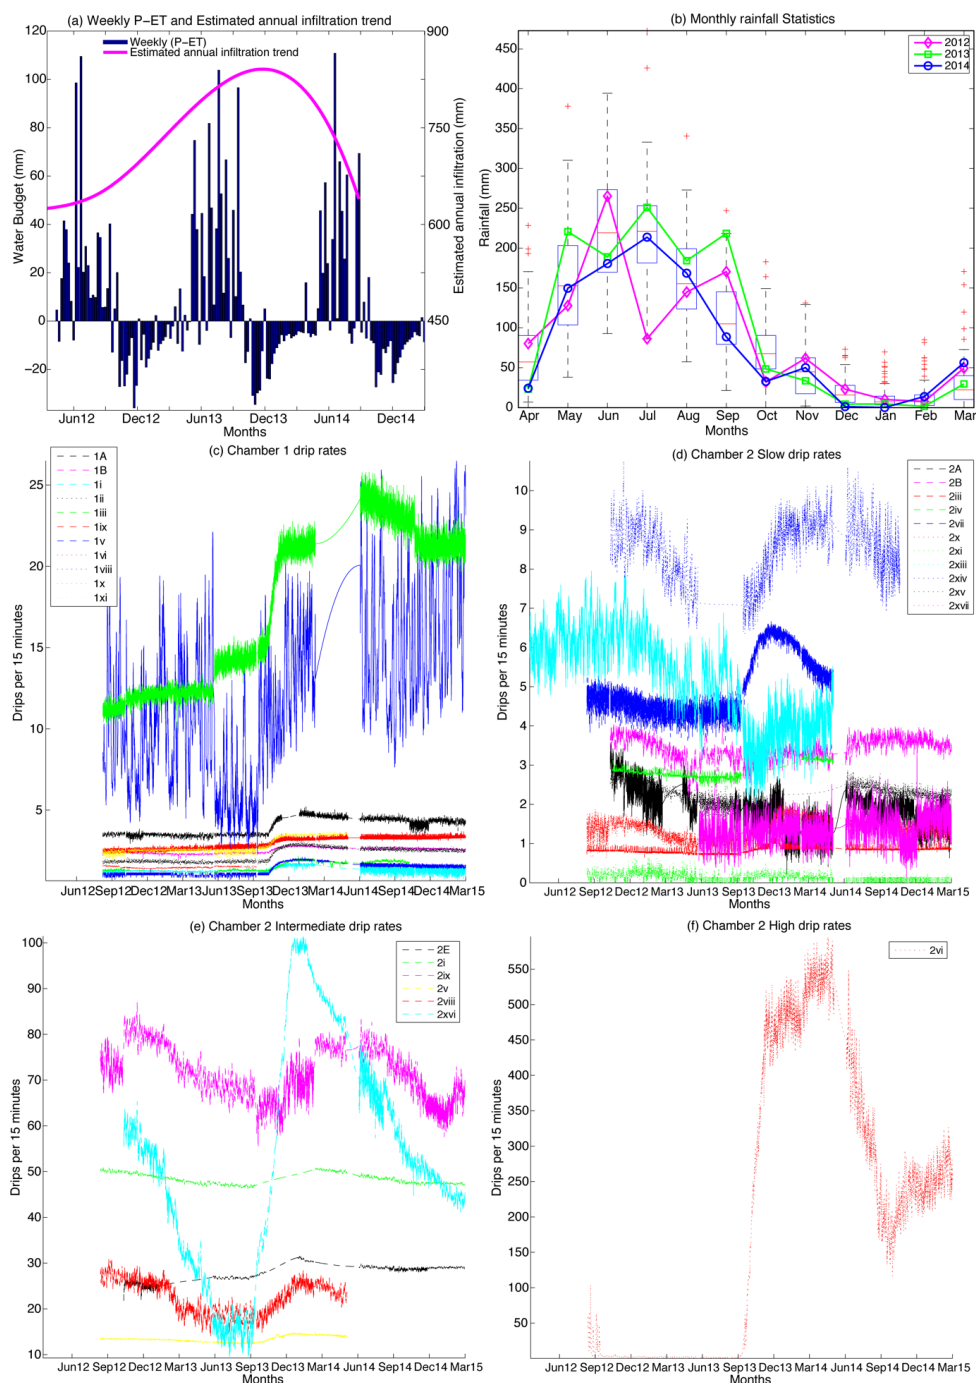 (a) Weekly P-ET and Estimated annual infiltration trend
Weekly (P-ET)
Estimated annual infiltration trend
Water Budget (mm)
120
100
80
60
40
20
0
−20
Estimated annual infiltration (mm)
900
750
600
450
Jun12 Dec12 Jun13 Dec13 Jun14 Dec14
Months
(b) Monthly rainfall Statistics
2012
2013
2014
Rainfall (mm)
450
400
350
300
250
200
150
100
50
0
Apr May Jun Jul Aug Sep Oct Nov Dec Jan Feb Mar
Months
(c) Chamber 1 drip rates
1A
1B
1i
1ii
1iii
1ix
1v
1vi
1viii
1x
1xi
Drips per 15 minutes
25
20
15
10
5
Jun12 Sep12 Dec12 Mar13 Jun13 Sep13 Dec13 Mar14 Jun14 Sep14 Dec14 Mar15
Months
(d) Chamber 2 Slow drip rates
2A
2B
2iii
2iv
2vii
2x
2xi
2xiii
2xiv
2xv
2xvii
Drips per 15 minutes
10
9
8
7
6
5
4
3
2
1
0
Jun12 Sep12 Dec12 Mar13 Jun13 Sep13 Dec13 Mar14 Jun14 Sep14 Dec14 Mar15
Months
(e) Chamber 2 Intermediate drip rates
2E
2i
2ix
2v
2viii
2xvi
Drips per 15 minutes
100
90
80
70
60
50
40
30
20
10
Jun12 Sep12 Dec12 Mar13 Jun13 Sep13 Dec13 Mar14 Jun14 Sep14 Dec14 Mar15
Months
(f) Chamber 2 High drip rates
2vi
Drips per 15 minutes
550
500
450
400
350
300
250
200
150
100
50
Jun12 Sep12 Dec12 Mar13 Jun13 Sep13 Dec13 Mar14 Jun14 Sep14 Dec14 Mar15
Months